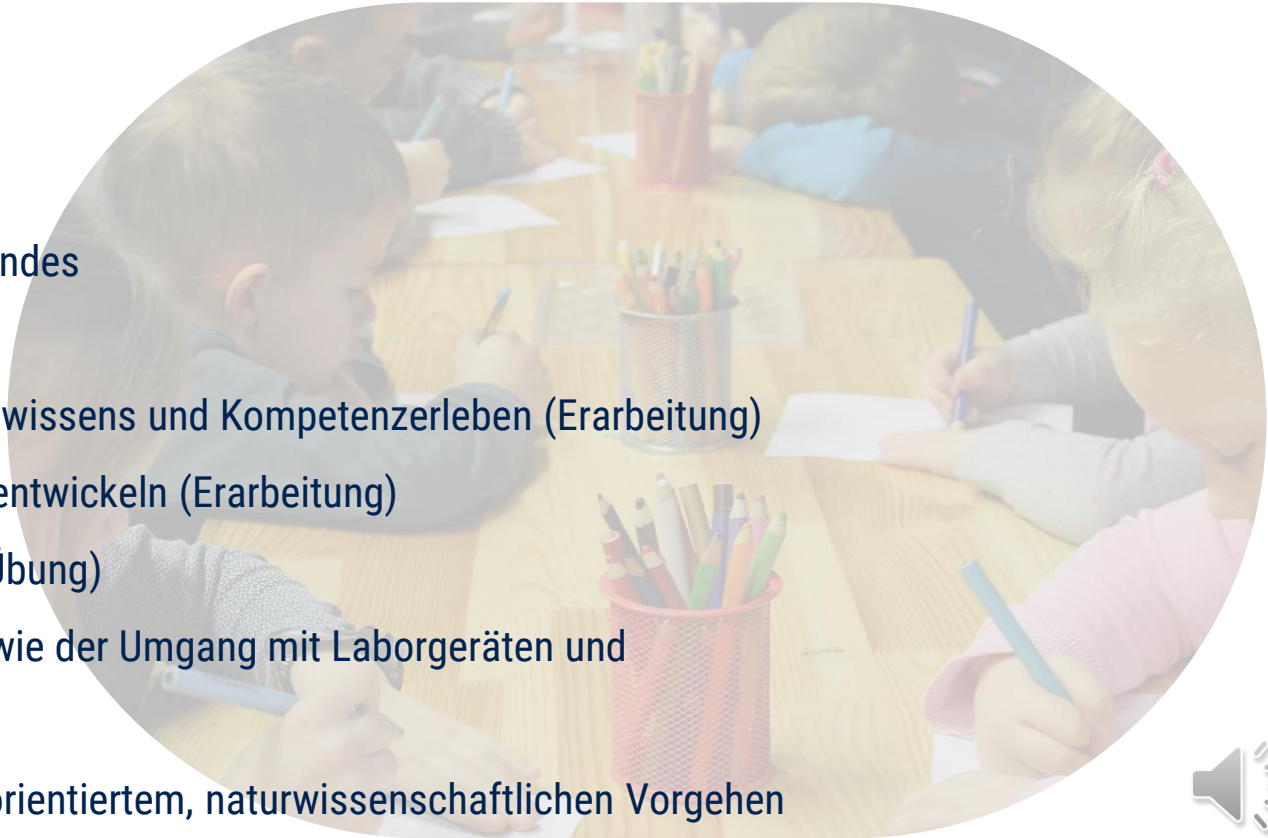 ndes
wissens und Kompetenzerleben (Erarbeitung)
entwickeln (Erarbeitung)
Übung)
wie der Umgang mit Laborgeräten und
orientiertem, naturwissenschaftlichen Vorgehen